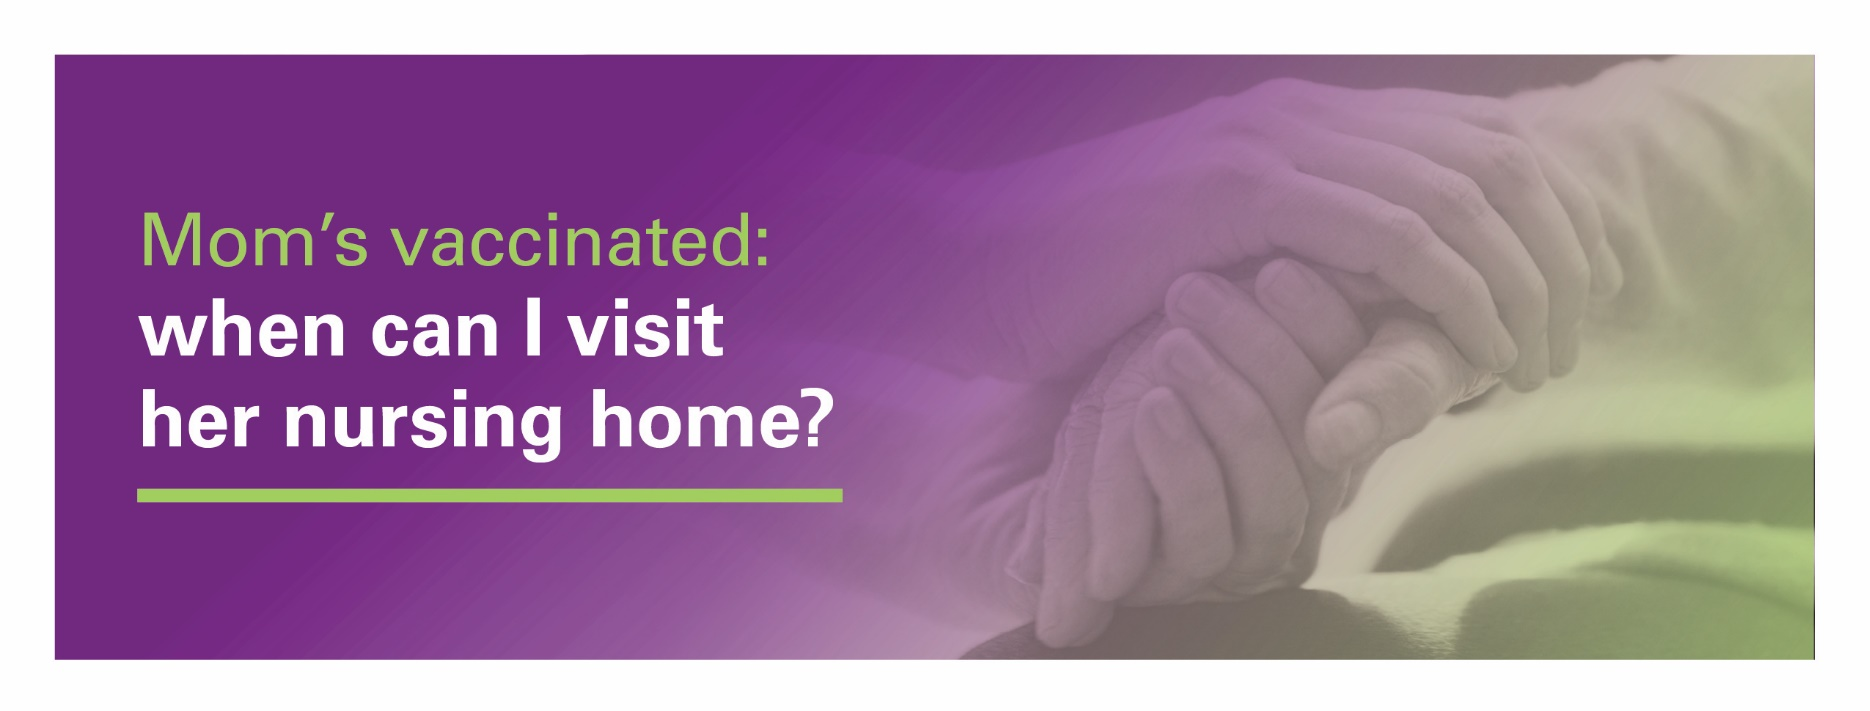 Mom’s vaccinated:
when can I visit
her nursing home?